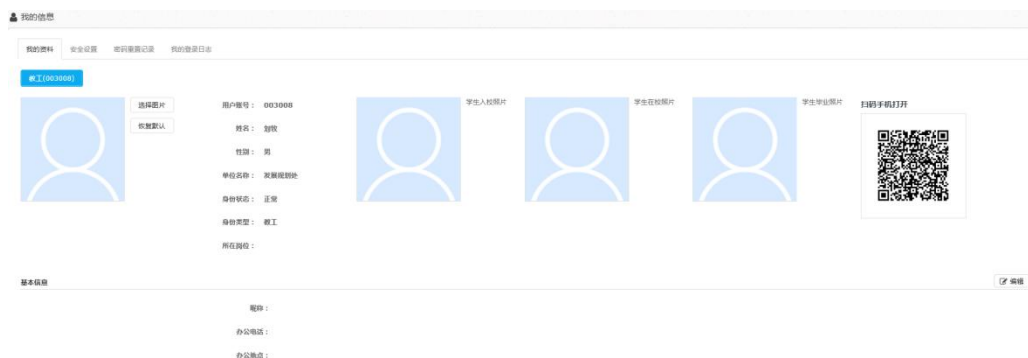 我的信息
我的资料 安全设置 密码重置记录 我的登录日志
教工(003008)
选择图片
恢复默认
用户账号： 003008
姓名：
性别： 男
单位名称： 发展规划处
身份状态： 正常
身份类型： 教工
所在岗位：
学生入校照片
学生在校照片
学生毕业照片
扫码手机打开
基本信息
编辑
昵称：
办公电话：
办公地点：